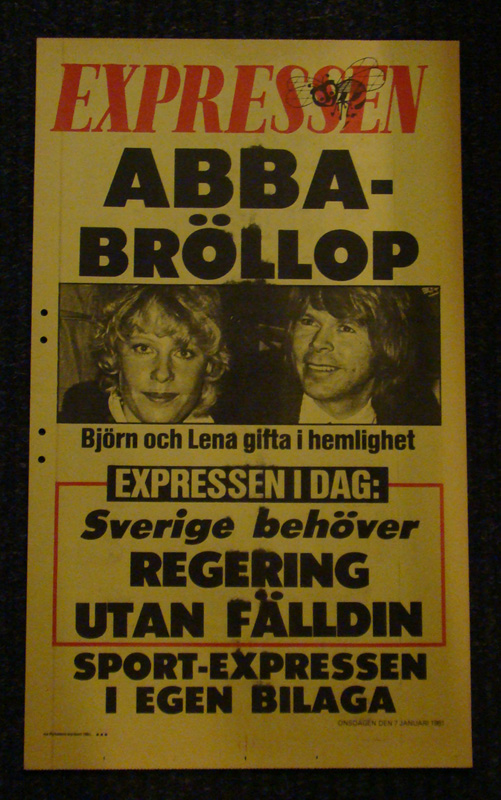 EXPRESSEN
ABBA-
BRÖLLOP
Björn och Lena gifta i hemlighet
EXPRESSEN I DAG:
Sverige behöver
REGERING
UTAN FÄLLDIN
SPORT-EXPRESSEN
I EGEN BILAGA
ONSDAGEN DEN 7 JANUARI 1981